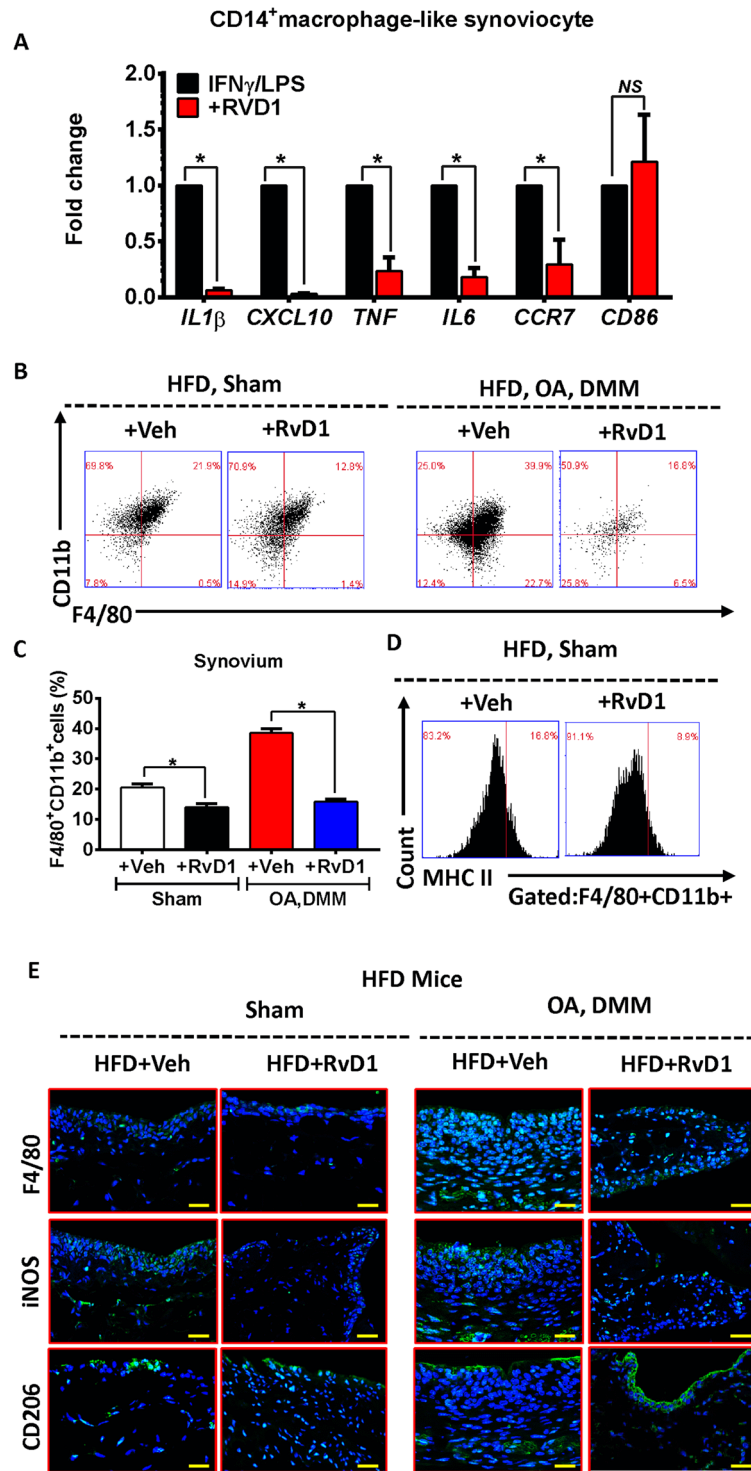 CD14+macrophage-like synoviocyte
A
Fold change
2.0
1.5
1.0
0.5
0.0
IFNγ/LPS
+RVD1
* * * * * NS
IL1β CXCL10 TNF IL6 CCR7 CD86
B
HFD, Sham HFD, OA, DMM
+Veh +RvD1 +Veh +RvD1
69.8% 21.9% 70.9% 12.8% 25.0% 39.9% 50.9% 16.8%
7.8% 0.5% 14.9% 1.4% 12.4% 22.7% 25.8% 6.5%
CD11b
F4/80
C
Synovium
F4/80+CD11b+cells (%)
50
40
30
20
10
0
* *
+Veh +RvD1 +Veh +RvD1
Sham OA,DMM
D
HFD, Sham
+Veh +RvD1
83.2% 16.8% 91.1% 8.9%
Count
MHC II
Gated:F4/80+CD11b+
E
HFD Mice
Sham OA, DMM
HFD+Veh HFD+RvD1 HFD+Veh HFD+RvD1
F4/80
iNOS
CD206